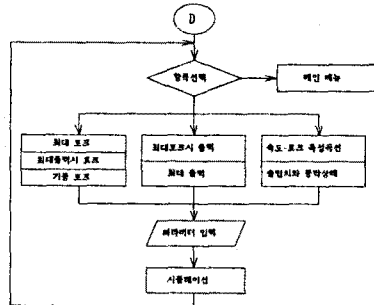 D
항목선택
메인 메뉴
최대 토크
최대출력시 토크
기동 토크
최대토크시 출력
최대 출력
속도-토크 특성곡선
슬립치와 동작상태
파라미터 입력
시뮬레이션